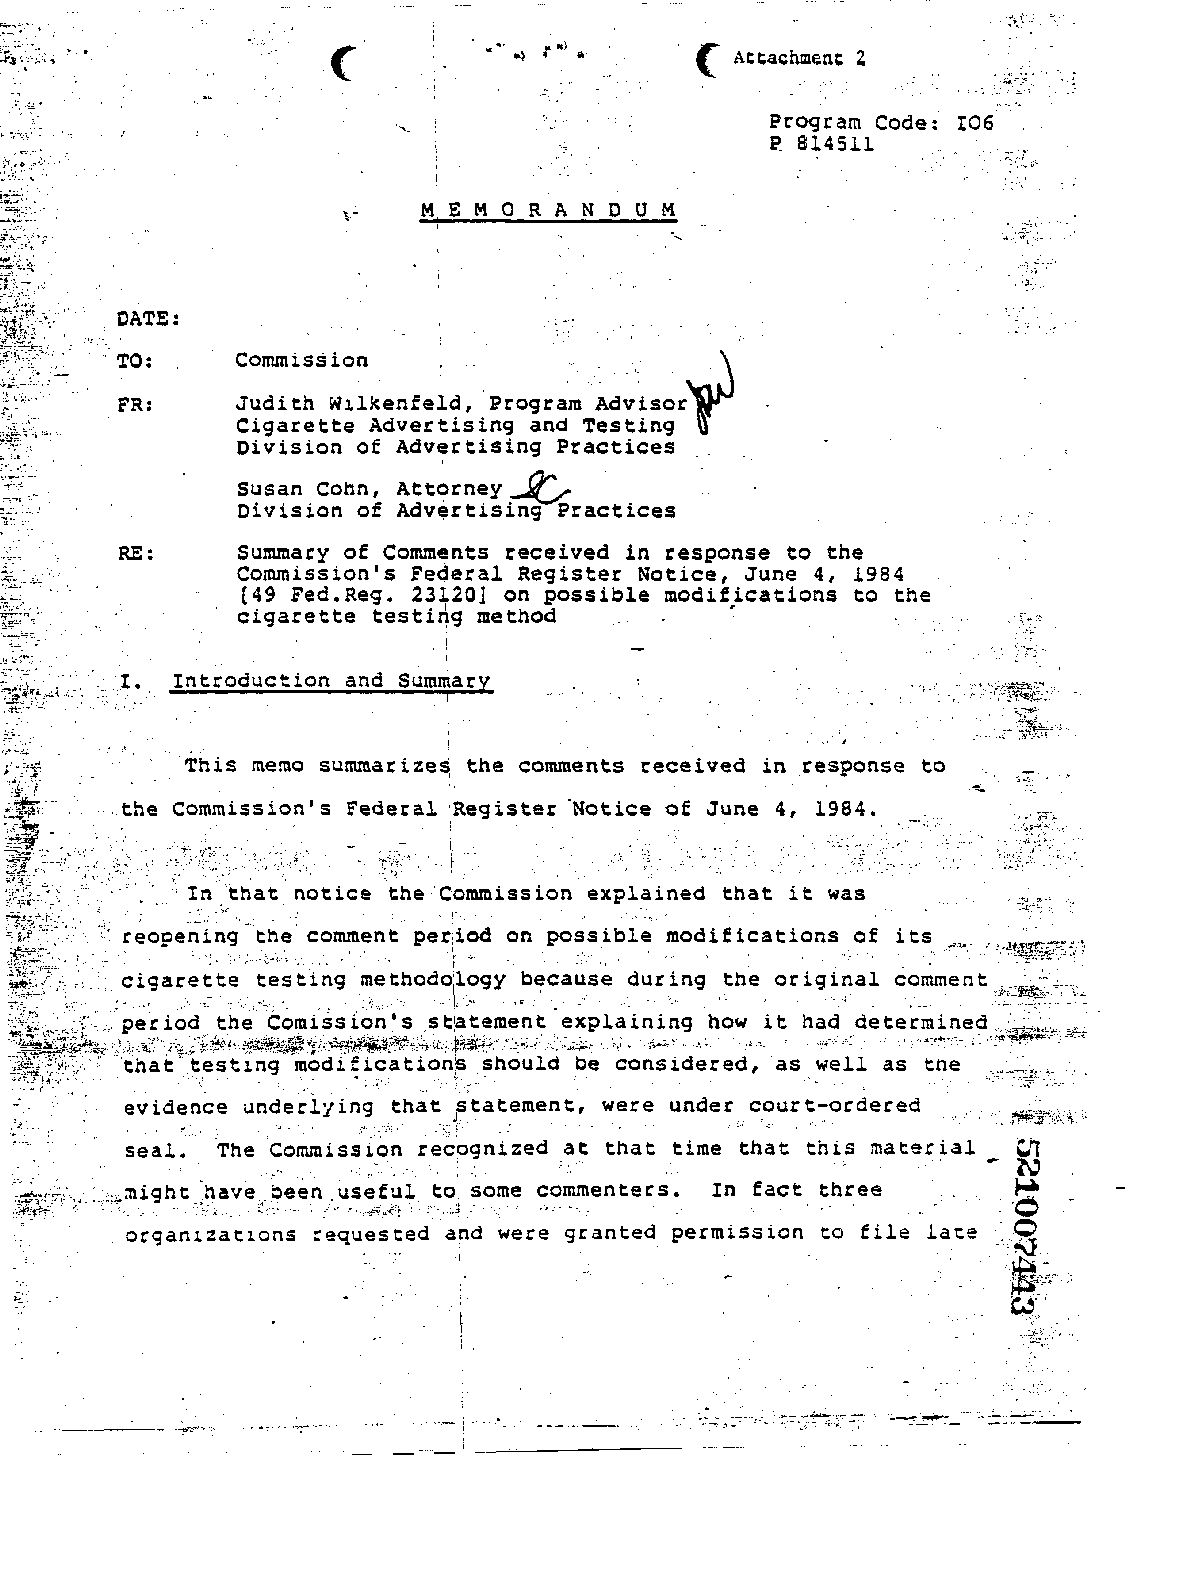 Attachment 2
Program Code: I06
P 814511
MEMORANDUM
DATE:
TO: Commission
FR: Judith Wilkenfeld, Program Advisor
Cigarette Advertising and Testing
Division of Advertising Practices
Susan Cohn, Attorney
Division of Advertising Practices
RE: Summary of Comments received in response to the
Commission's Federal Register Notice, June 4, 1984
[49 Fed.Reg. 23120] on possible modifications to the
cigarette testing method
I. Introduction and Summary
This memo summarizes the comments received in response to
the Commission's Federal Register Notice of June 4, 1984.
In that notice the Commission explained that it was
reopening the comment period on possible modifications of its
cigarette testing methodology because during the original comment
period the Comission's statement explaining how it had determined
that testing modifications should be considered, as well as the
evidence underlying that statement, were under court-ordered
seal. The Commission recognized at that time that this material
might have been useful to some commenters. In fact three
organizations requested and were granted permission to file late
521007443